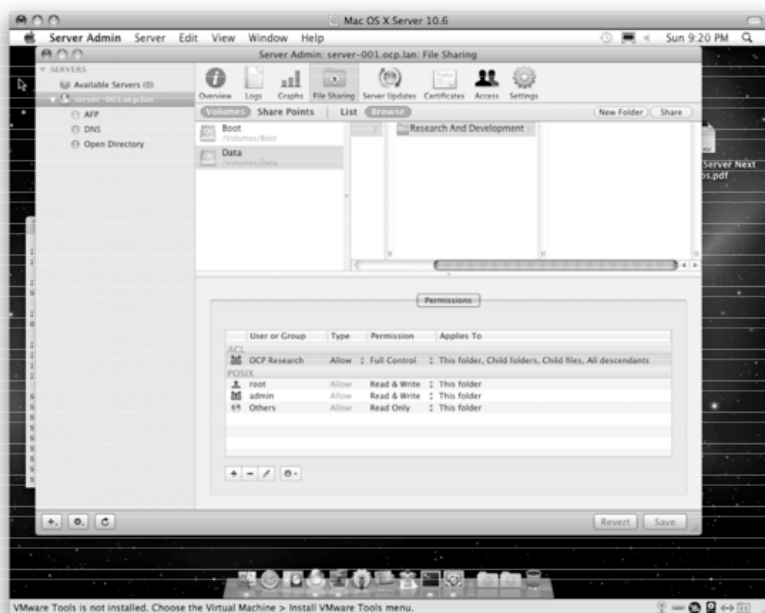 Mac OS X Server 10.6
Server Admin Server Edit View Window Help Sun 9:20 PM
Server Admin: server-001.ocp.lan: File Sharing
SERVERS
Available Servers (0)
server-001.ocp.lan
AFP
DNS
Open Directory
Overview Logs Graphs File Sharing Server Updates Certificates Access Settings
Volumes Share Points List Browse New Folder Share
Boot
/Volumes/Boot
Data
/Volumes/Data
Research And Development
Server Next
os.pdf
Permissions
User or Group Type Permission Applies To
ACL
OCP Research Allow Full Control This folder, Child folders, Child files, All descendants
POSIX
root Allow Read & Write This folder
admin Allow Read & Write This folder
Others Allow Read Only This folder
Revert Save
VMware Tools is not installed. Choose the Virtual Machine > Install VMware Tools menu.